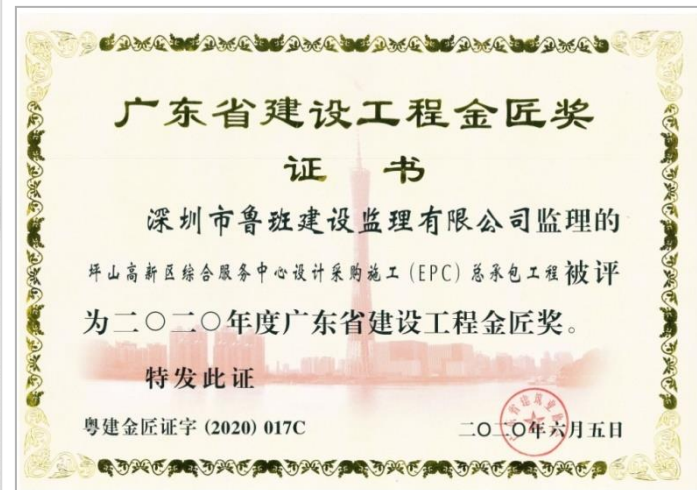 广东省建设工程金匠奖
证书
深圳市鲁班建设监理有限公司监理的
坪山高新区综合服务中心设计采购施工(EPC)总承包工程被评
为二〇二〇年度广东省建设工程金匠奖。
特发此证
粤建金匠证字 (2020) 017C
二〇二〇年六月五日